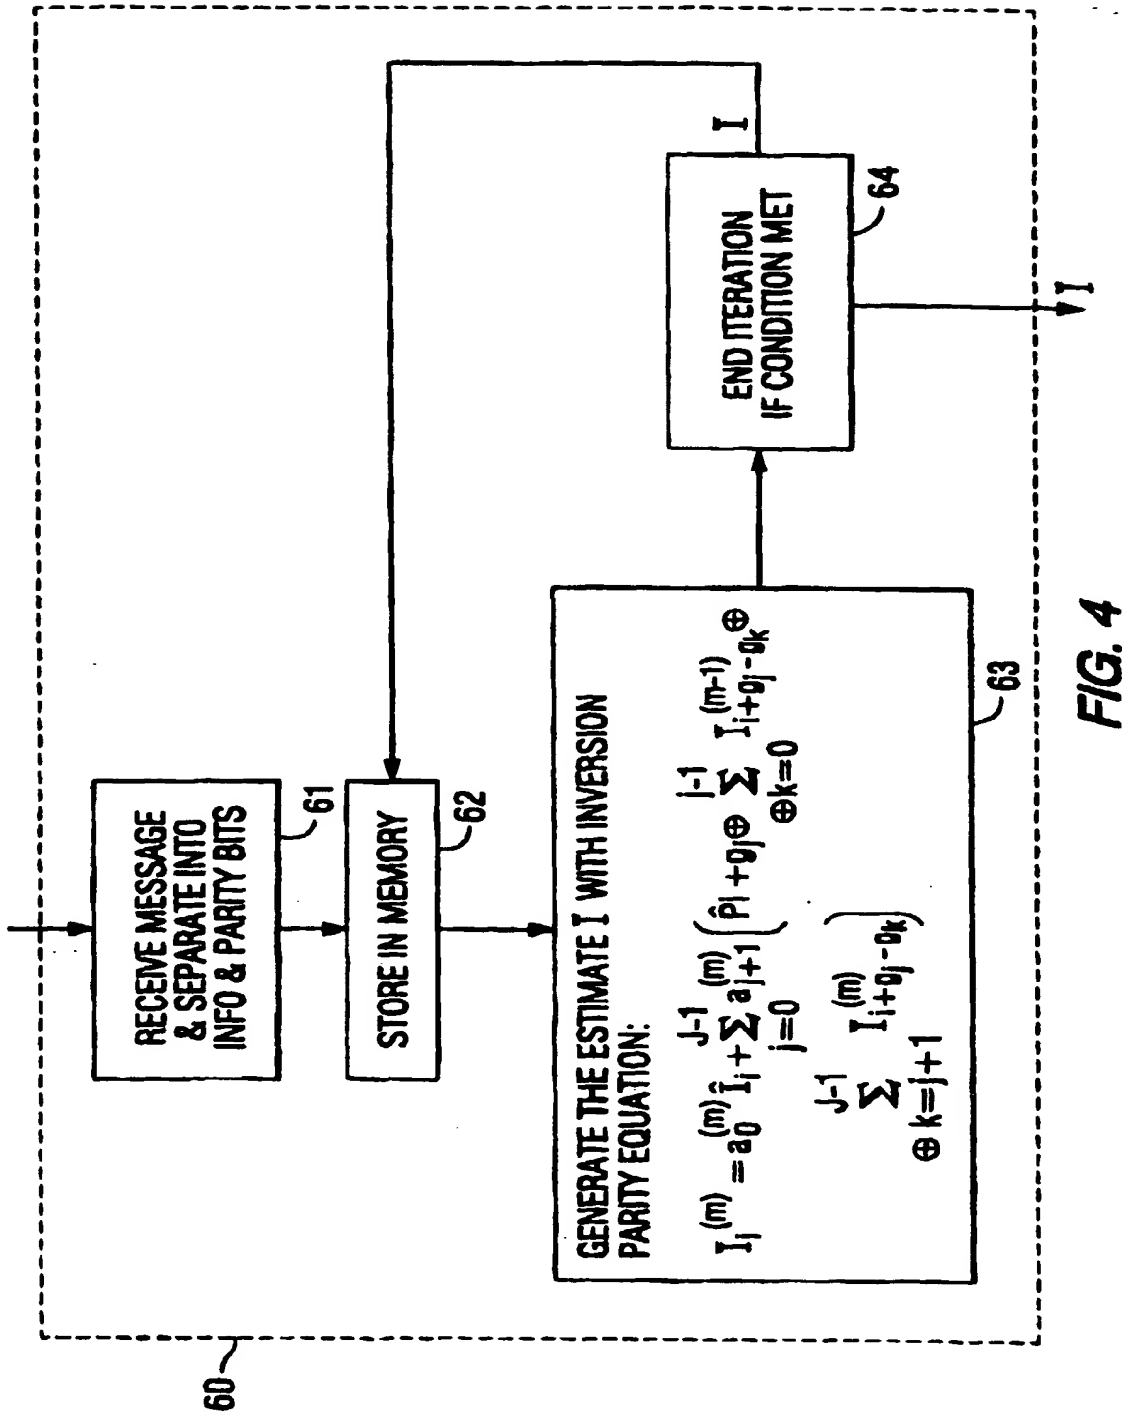 RECEIVE MESSAGE
& SEPARATE INTO
INFO & PARITY BITS
61
STORE IN MEMORY
62
GENERATE THE ESTIMATE I WITH INVERSION
PARITY EQUATION:
I_i^(m) = a_0^(m) Î_i + Σ_{j=0}^{J-1} a_{j+1}^(m) ( P̂i + g_j ⊕ Σ_{⊕k=0}^{j-1} I_{i+g_j-g_k}^(m-1) ⊕
Σ_{⊕k=j+1}^{J-1} I_{i+g_j-g_k}^(m) )
63
END ITERATION
IF CONDITION MET
64
I
I
60
FIG. 4